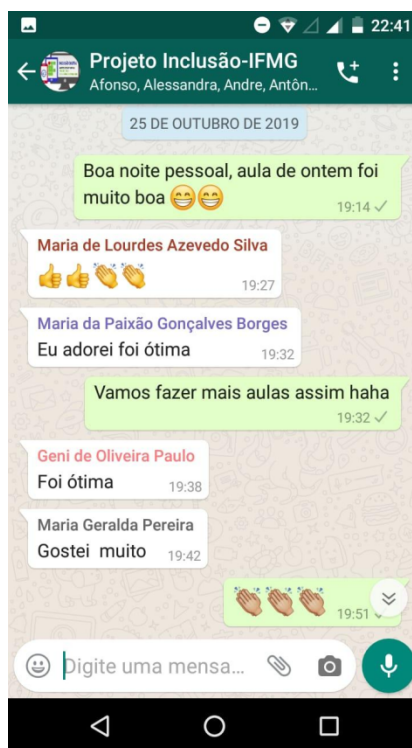 22:41
Projeto Inclusão-IFMG
Afonso, Alessandra, Andre, Antôn...
25 DE OUTUBRO DE 2019
Boa noite pessoal, aula de ontem foi
muito boa 😁😁
19:14
Maria de Lourdes Azevedo Silva
👍👍👏👏
19:27
Maria da Paixão Gonçalves Borges
Eu adorei foi ótima
19:32
Vamos fazer mais aulas assim haha
19:32
Geni de Oliveira Paulo
Foi ótima
19:38
Maria Geralda Pereira
Gostei muito
19:42
👏🏽👏🏽👏🏽
19:51
Digite uma mensa...